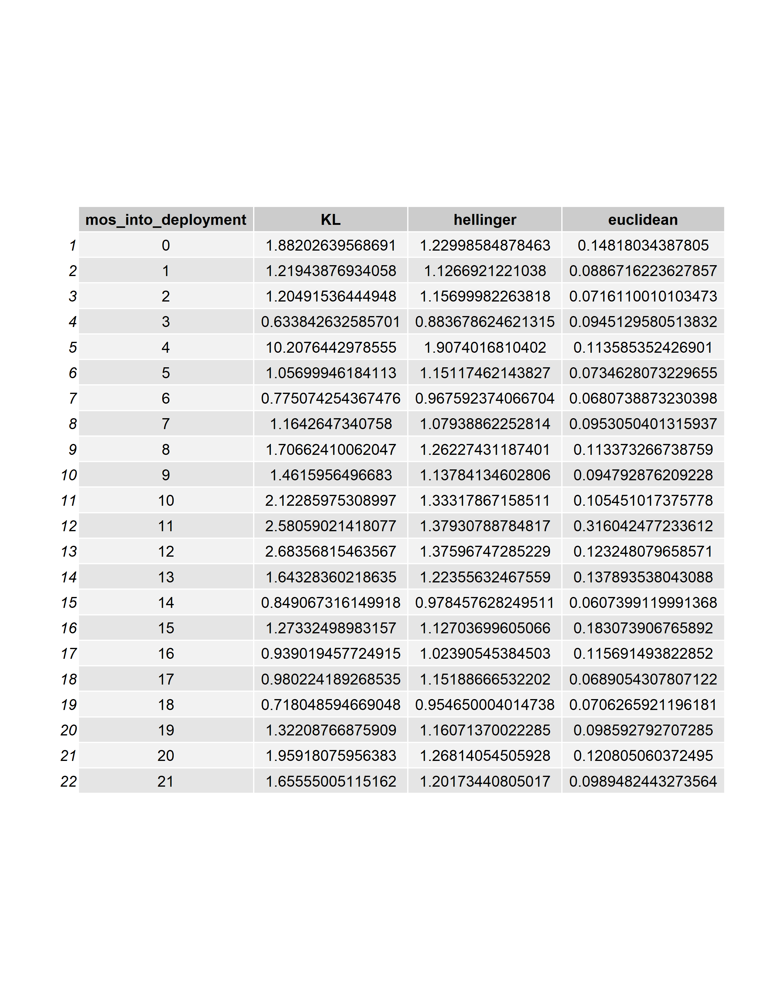 mos_into_deployment KL hellinger euclidean
1 0 1.88202639568691 1.22998584878463 0.14818034387805
2 1 1.21943876934058 1.1266921221038 0.0886716223627857
3 2 1.20491536444948 1.15699982263818 0.0716110010103473
4 3 0.633842632585701 0.883678624621315 0.0945129580513832
5 4 10.2076442978555 1.9074016810402 0.113585352426901
6 5 1.05699946184113 1.15117462143827 0.0734628073229655
7 6 0.775074254367476 0.967592374066704 0.0680738873230398
8 7 1.1642647340758 1.07938862252814 0.0953050401315937
9 8 1.70662410062047 1.26227431187401 0.113373266738759
10 9 1.4615956496683 1.13784134602806 0.094792876209228
11 10 2.12285975308997 1.33317867158511 0.105451017375778
12 11 2.58059021418077 1.37930788784817 0.316042477233612
13 12 2.68356815463567 1.37596747285229 0.123248079658571
14 13 1.64328360218635 1.22355632467559 0.137893538043088
15 14 0.849067316149918 0.978457628249511 0.0607399119991368
16 15 1.27332498983157 1.12703699605066 0.183073906765892
17 16 0.939019457724915 1.02390545384503 0.115691493822852
18 17 0.980224189268535 1.15188666532202 0.0689054307807122
19 18 0.718048594669048 0.954650004014738 0.0706265921196181
20 19 1.32208766875909 1.16071370022285 0.098592792707285
21 20 1.95918075956383 1.26814054505928 0.120805060372495
22 21 1.65555005115162 1.20173440805017 0.0989482443273564